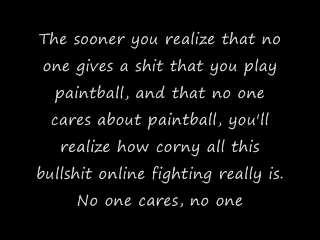 The sooner you realize that no
one gives a shit that you play
paintball, and that no one
cares about paintball, you'll
realize how corny all this
bullshit online fighting really is.
No one cares, no one